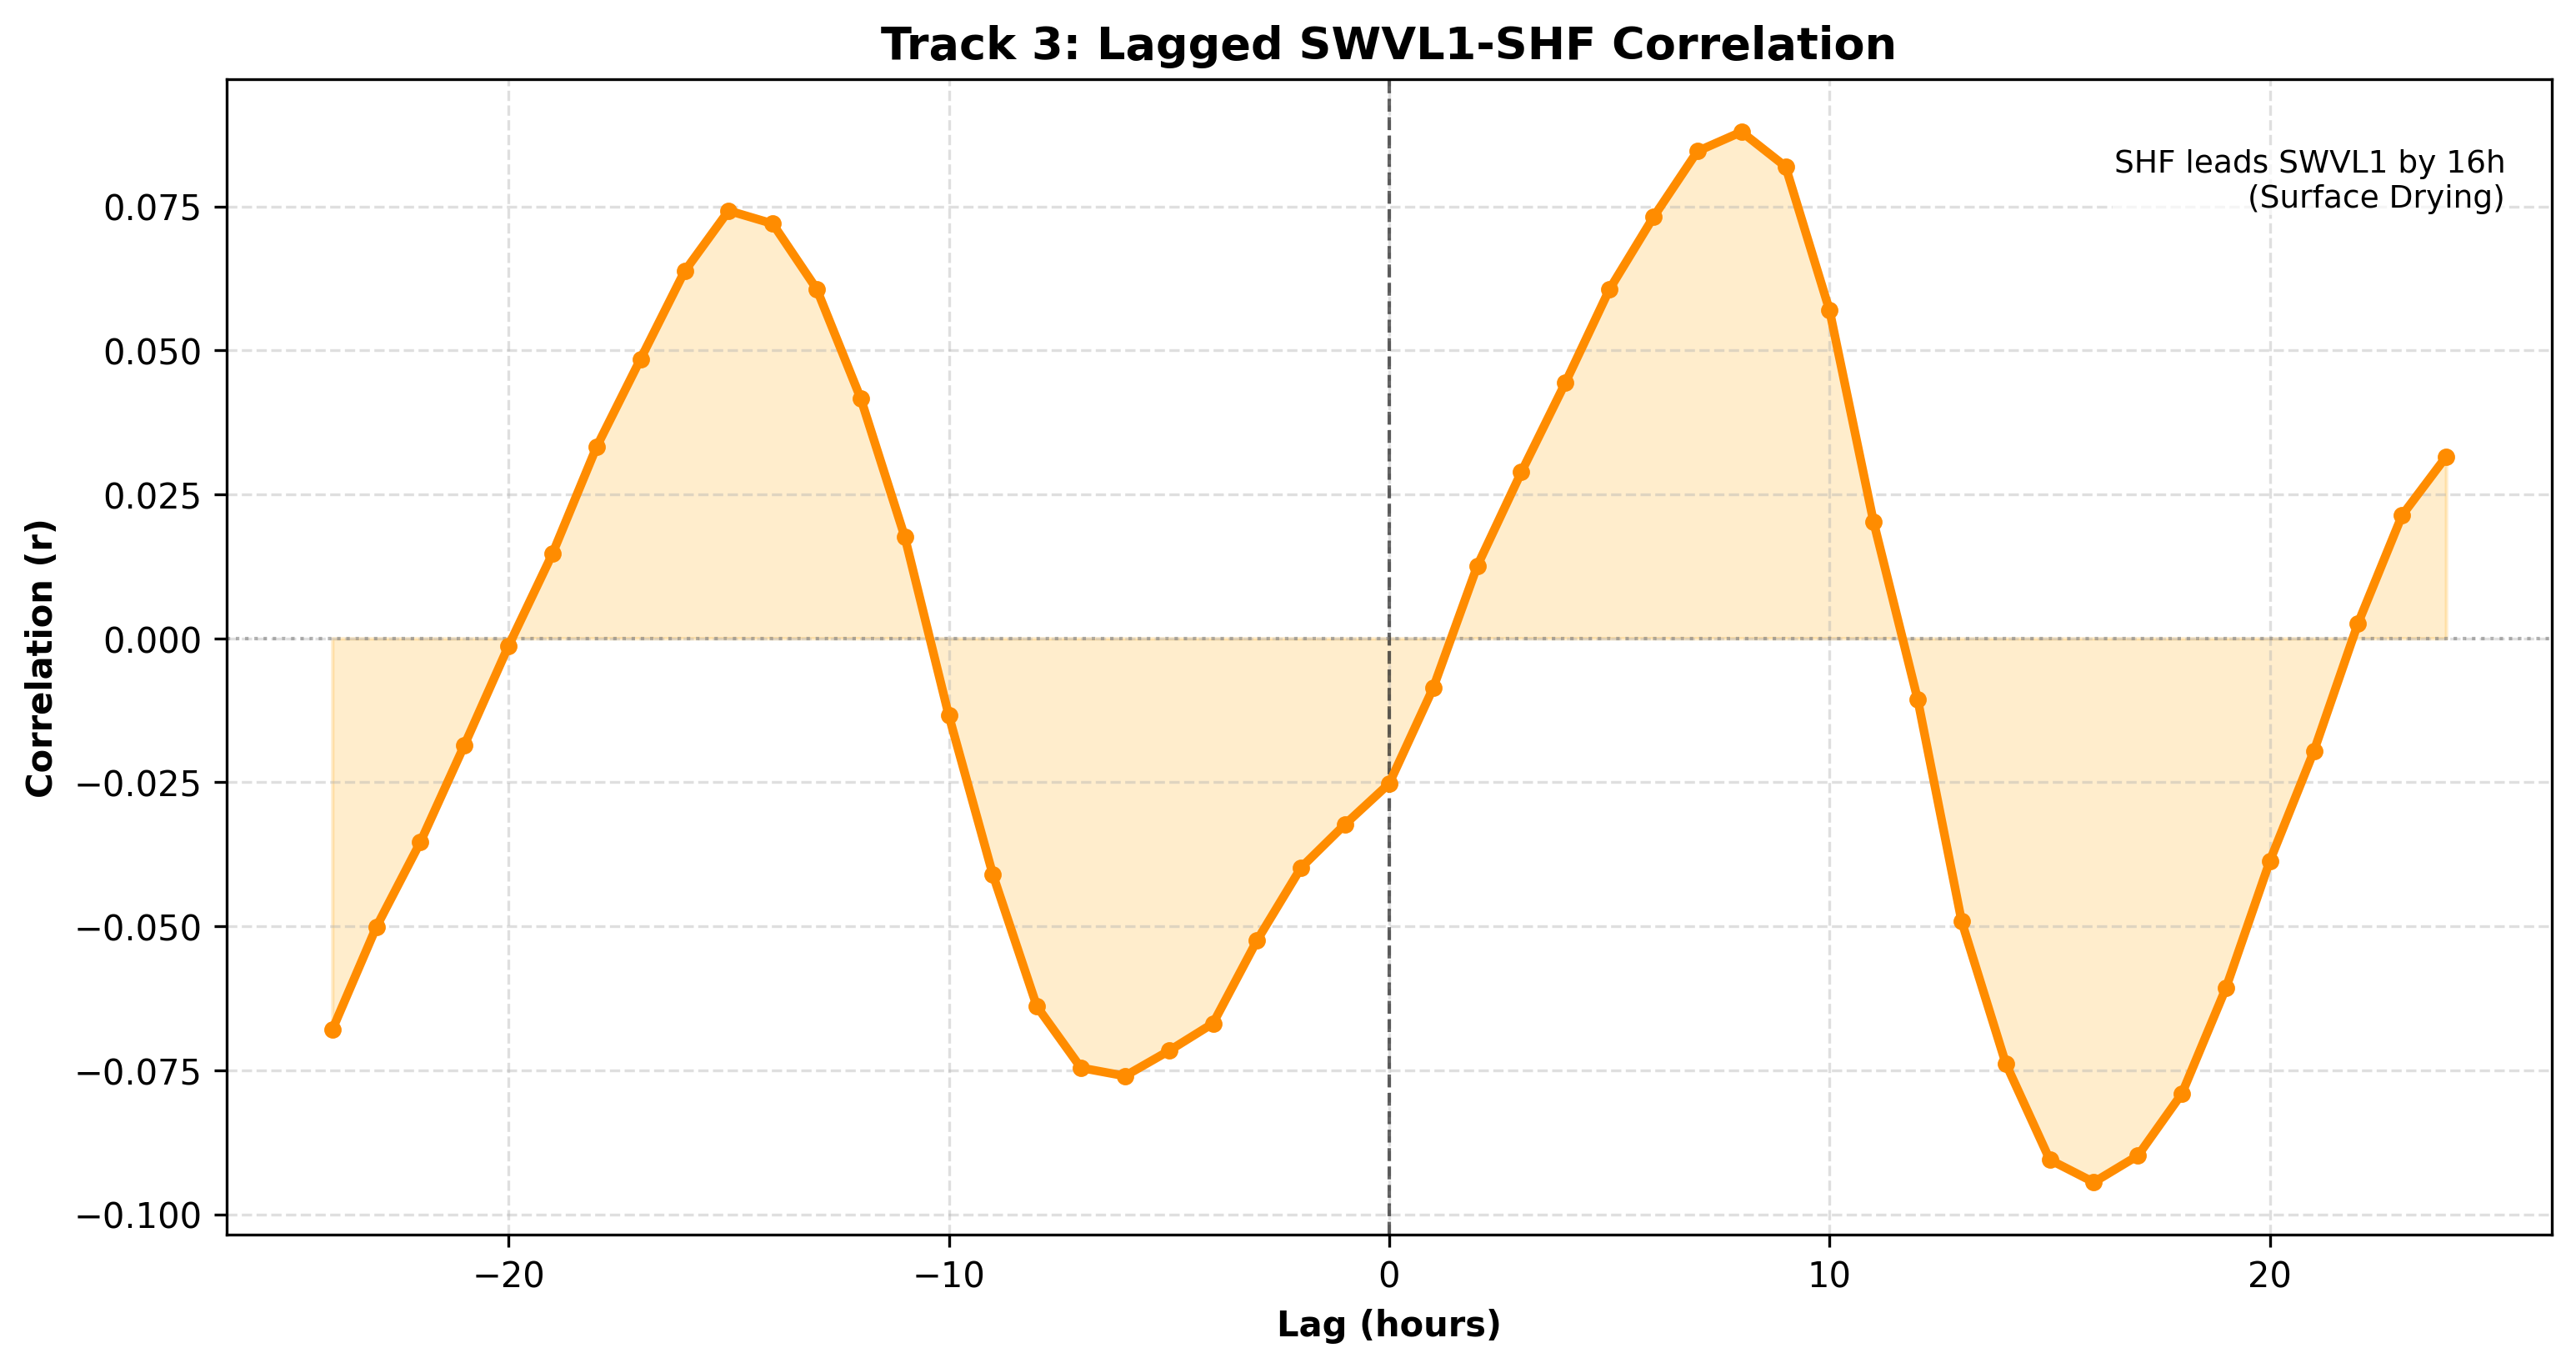 Track 3: Lagged SWVL1-SHF Correlation
SHF leads SWVL1 by 16h
(Surface Drying)
Correlation (r)
0.075
0.050
0.025
0.000
−0.025
−0.050
−0.075
−0.100
−20
−10
0
10
20
Lag (hours)